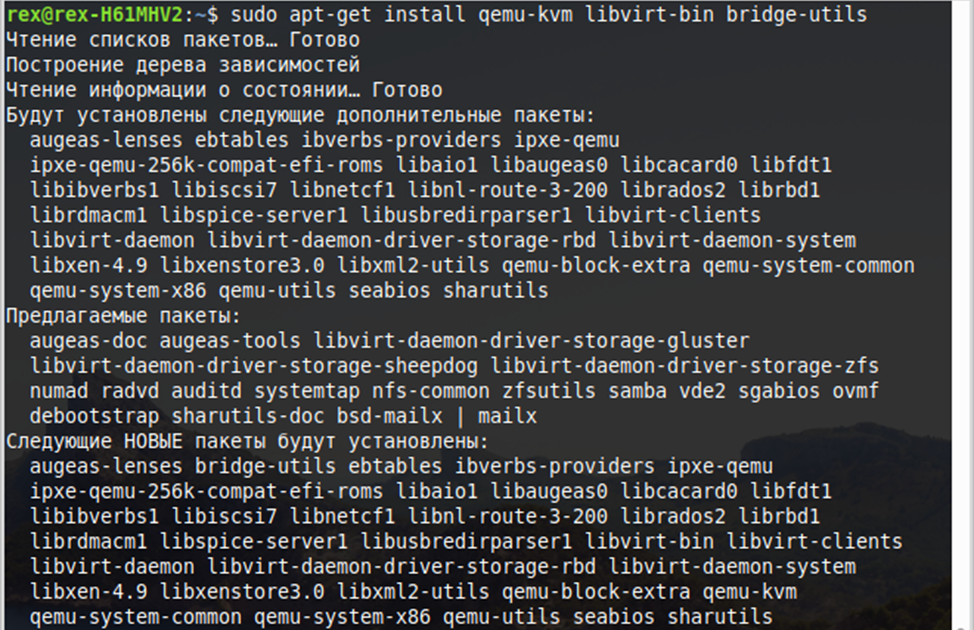 rex@rex-H61MHV2:~$ sudo apt-get install qemu-kvm libvirt-bin bridge-utils
Чтение списков пакетов… Готово
Построение дерева зависимостей
Чтение информации о состоянии… Готово
Будут установлены следующие дополнительные пакеты:
augeas-lenses ebtables ibverbs-providers ipxe-qemu
ipxe-qemu-256k-compat-efi-roms libaio1 libaugeas0 libcacard0 libfdt1
libibverbs1 libiscsi7 libnetcf1 libnl-route-3-200 librados2 librbd1
librdmacm1 libspice-server1 libusbredirparser1 libvirt-clients
libvirt-daemon libvirt-daemon-driver-storage-rbd libvirt-daemon-system
libxen-4.9 libxenstore3.0 libxml2-utils qemu-block-extra qemu-system-common
qemu-system-x86 qemu-utils seabios sharutils
Предлагаемые пакеты:
augeas-doc augeas-tools libvirt-daemon-driver-storage-gluster
libvirt-daemon-driver-storage-sheepdog libvirt-daemon-driver-storage-zfs
numad radvd auditd systemtap nfs-common zfsutils samba vde2 sgabios ovmf
debootstrap sharutils-doc bsd-mailx | mailx
Следующие НОВЫЕ пакеты будут установлены:
augeas-lenses bridge-utils ebtables ibverbs-providers ipxe-qemu
ipxe-qemu-256k-compat-efi-roms libaio1 libaugeas0 libcacard0 libfdt1
libibverbs1 libiscsi7 libnetcf1 libnl-route-3-200 librados2 librbd1
librdmacm1 libspice-server1 libusbredirparser1 libvirt-bin libvirt-clients
libvirt-daemon libvirt-daemon-driver-storage-rbd libvirt-daemon-system
libxen-4.9 libxenstore3.0 libxml2-utils qemu-block-extra qemu-kvm
qemu-system-common qemu-system-x86 qemu-utils seabios sharutils